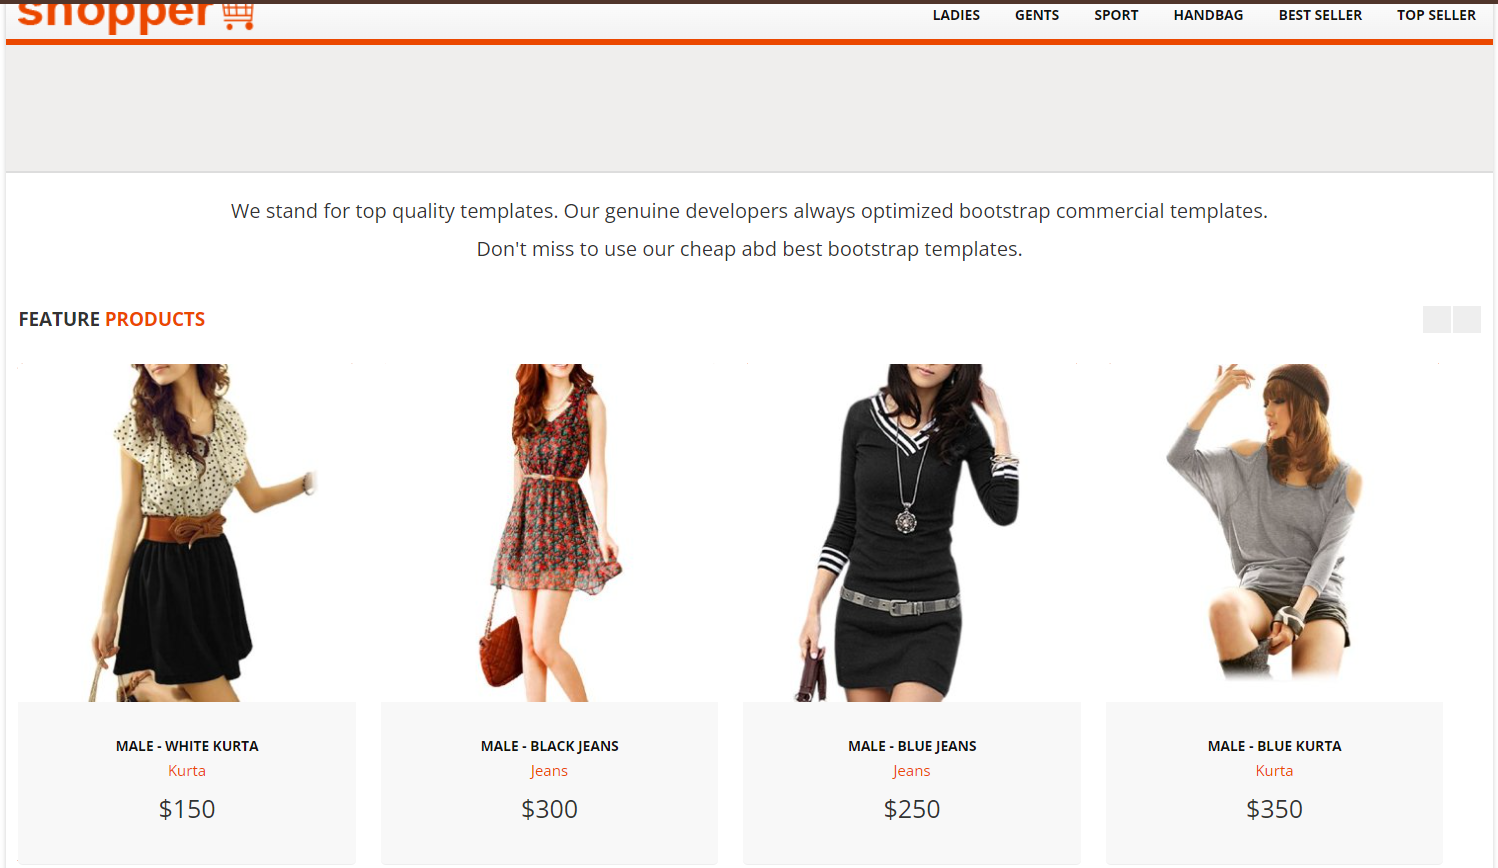 shopper
LADIES GENTS SPORT HANDBAG BEST SELLER TOP SELLER
We stand for top quality templates. Our genuine developers always optimized bootstrap commercial templates.
Don't miss to use our cheap abd best bootstrap templates.
FEATURE PRODUCTS
MALE - WHITE KURTA
Kurta
$150
MALE - BLACK JEANS
Jeans
$300
MALE - BLUE JEANS
Jeans
$250
MALE - BLUE KURTA
Kurta
$350